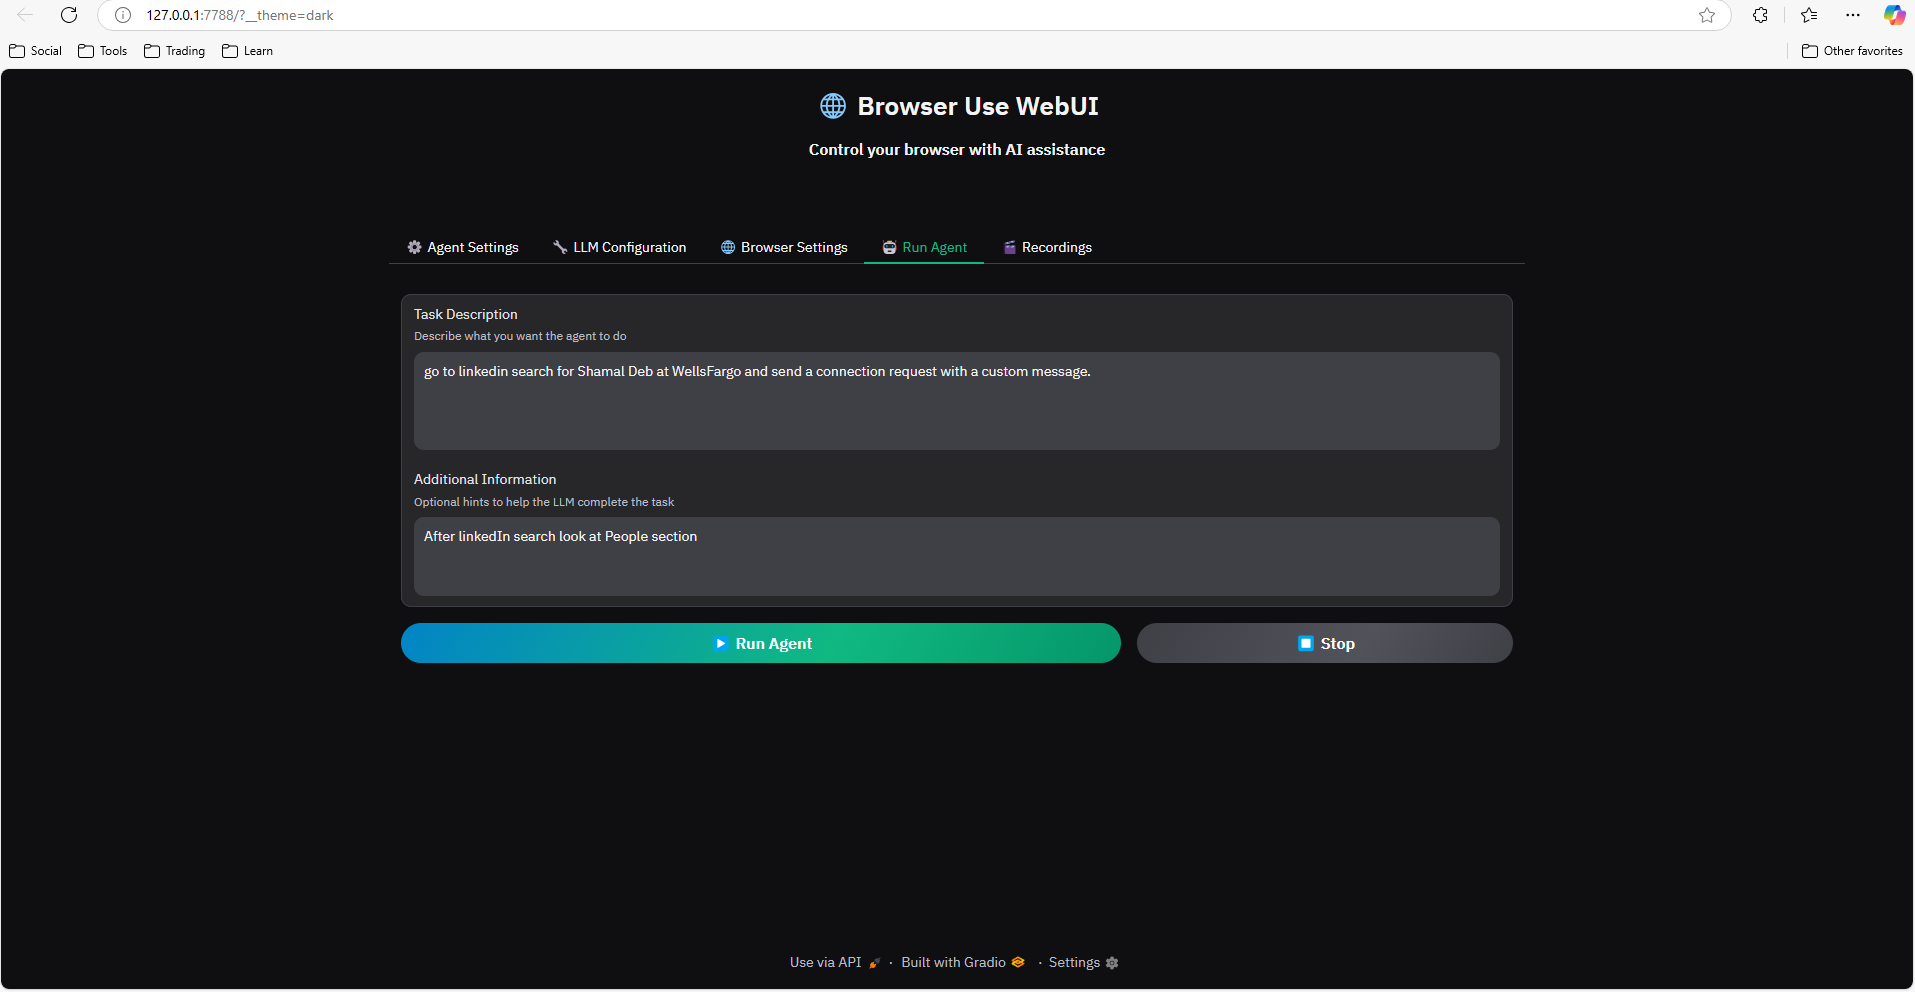 127.0.0.1:7788/?__theme=dark
Social Tools Trading Learn Other favorites
Browser Use WebUI
Control your browser with AI assistance
Agent Settings LLM Configuration Browser Settings Run Agent Recordings
Task Description
Describe what you want the agent to do
go to linkedin search for Shamal Deb at WellsFargo and send a connection request with a custom message.
Additional Information
Optional hints to help the LLM complete the task
After linkedIn search look at People section
Run Agent Stop
Use via API · Built with Gradio · Settings